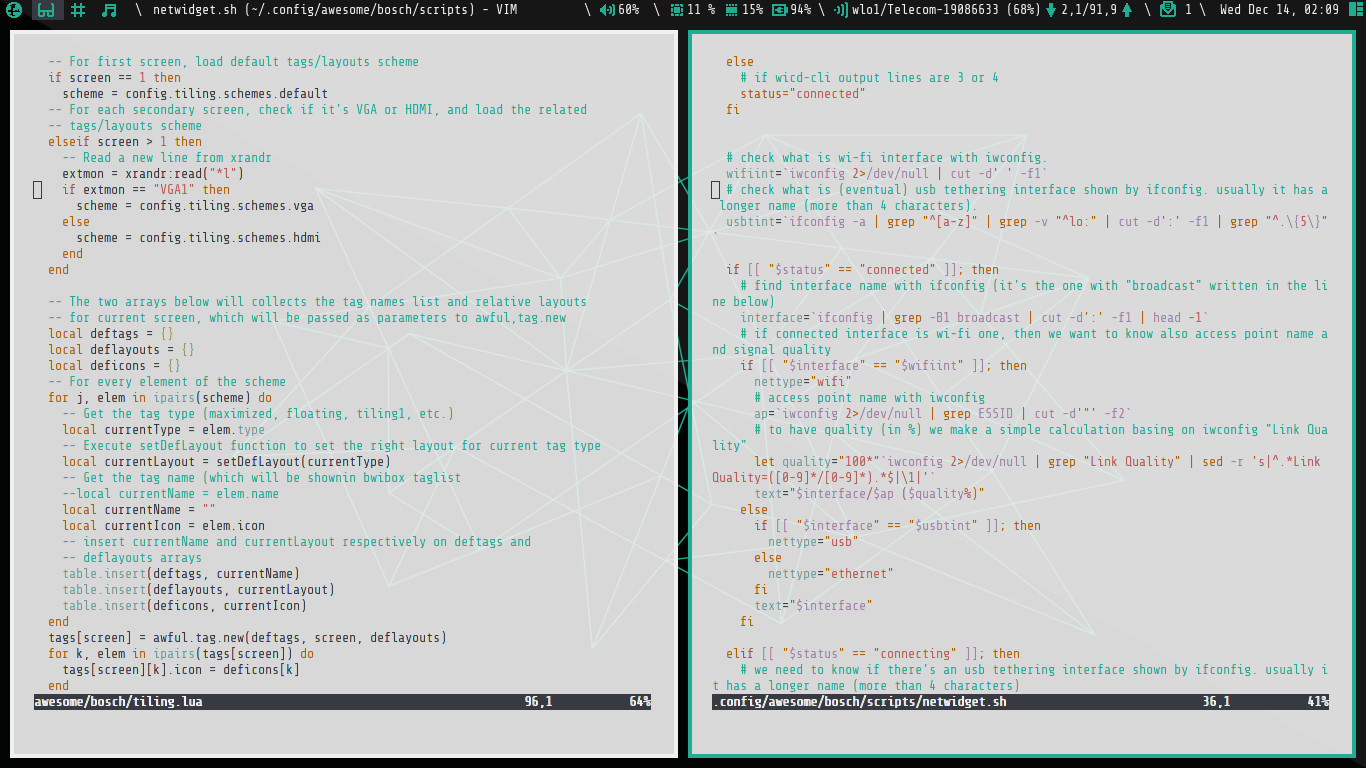 \ netwidget.sh (~/.config/awesome/bosch/scripts) - VIM \ 60% \ 11 % 15% 94% \ wlo1/Telecom-19086633 (68%) 2,1/91,9 \ 1 \ Wed Dec 14, 02:09
-- For first screen, load default tags/layouts scheme
if screen == 1 then
scheme = config.tiling.schemes.default
-- For each secondary screen, check if it's VGA or HDMI, and load the related
-- tags/layouts scheme
elseif screen > 1 then
-- Read a new line from xrandr
extmon = xrandr:read("*l")
if extmon == "VGA1" then
scheme = config.tiling.schemes.vga
else
scheme = config.tiling.schemes.hdmi
end
end
-- The two arrays below will collects the tag names list and relative layouts
-- for current screen, which will be passed as parameters to awful,tag.new
local deftags = {}
local deflayouts = {}
local deficons = {}
-- For every element of the scheme
for j, elem in ipairs(scheme) do
-- Get the tag type (maximized, floating, tiling1, etc.)
local currentType = elem.type
-- Execute setDefLayout function to set the right layout for current tag type
local currentLayout = setDefLayout(currentType)
-- Get the tag name (which will be shownin bwibox taglist
--local currentName = elem.name
local currentName = ""
local currentIcon = elem.icon
-- insert currentName and currentLayout respectively on deftags and
-- deflayouts arrays
table.insert(deftags, currentName)
table.insert(deflayouts, currentLayout)
table.insert(deficons, currentIcon)
end
tags[screen] = awful.tag.new(deftags, screen, deflayouts)
for k, elem in ipairs(tags[screen]) do
tags[screen][k].icon = deficons[k]
end
awesome/bosch/tiling.lua 96,1 64%
else
# if wicd-cli output lines are 3 or 4
status="connected"
fi
# check what is wi-fi interface with iwconfig.
wifiint=`iwconfig 2>/dev/null | cut -d' ' -f1`
# check what is (eventual) usb tethering interface shown by ifconfig. usually it has a
longer name (more than 4 characters).
usbtint=`ifconfig -a | grep "^[a-z]" | grep -v "^lo:" | cut -d':' -f1 | grep "^.\{5\}"
`
if [[ "$status" == "connected" ]]; then
# find interface name with ifconfig (it's the one with "broadcast" written in the li
ne below)
interface=`ifconfig | grep -B1 broadcast | cut -d':' -f1 | head -1`
# if connected interface is wi-fi one, then we want to know also access point name a
nd signal quality
if [[ "$interface" == "$wifiint" ]]; then
nettype="wifi"
# access point name with iwconfig
ap=`iwconfig 2>/dev/null | grep ESSID | cut -d'"' -f2`
# to have quality (in %) we make a simple calculation basing on iwconfig "Link Qua
lity"
let quality="100*"`iwconfig 2>/dev/null | grep "Link Quality" | sed -r 's|^.*Link
Quality=([0-9]*/[0-9]*).*$|\1|'`
text="$interface/$ap ($quality%)"
else
if [[ "$interface" == "$usbtint" ]]; then
nettype="usb"
else
nettype="ethernet"
fi
text="$interface"
fi
elif [[ "$status" == "connecting" ]]; then
# we need to know if there's an usb tethering interface shown by ifconfig. usually i
t has a longer name (more than 4 characters)
.config/awesome/bosch/scripts/netwidget.sh 36,1 41%